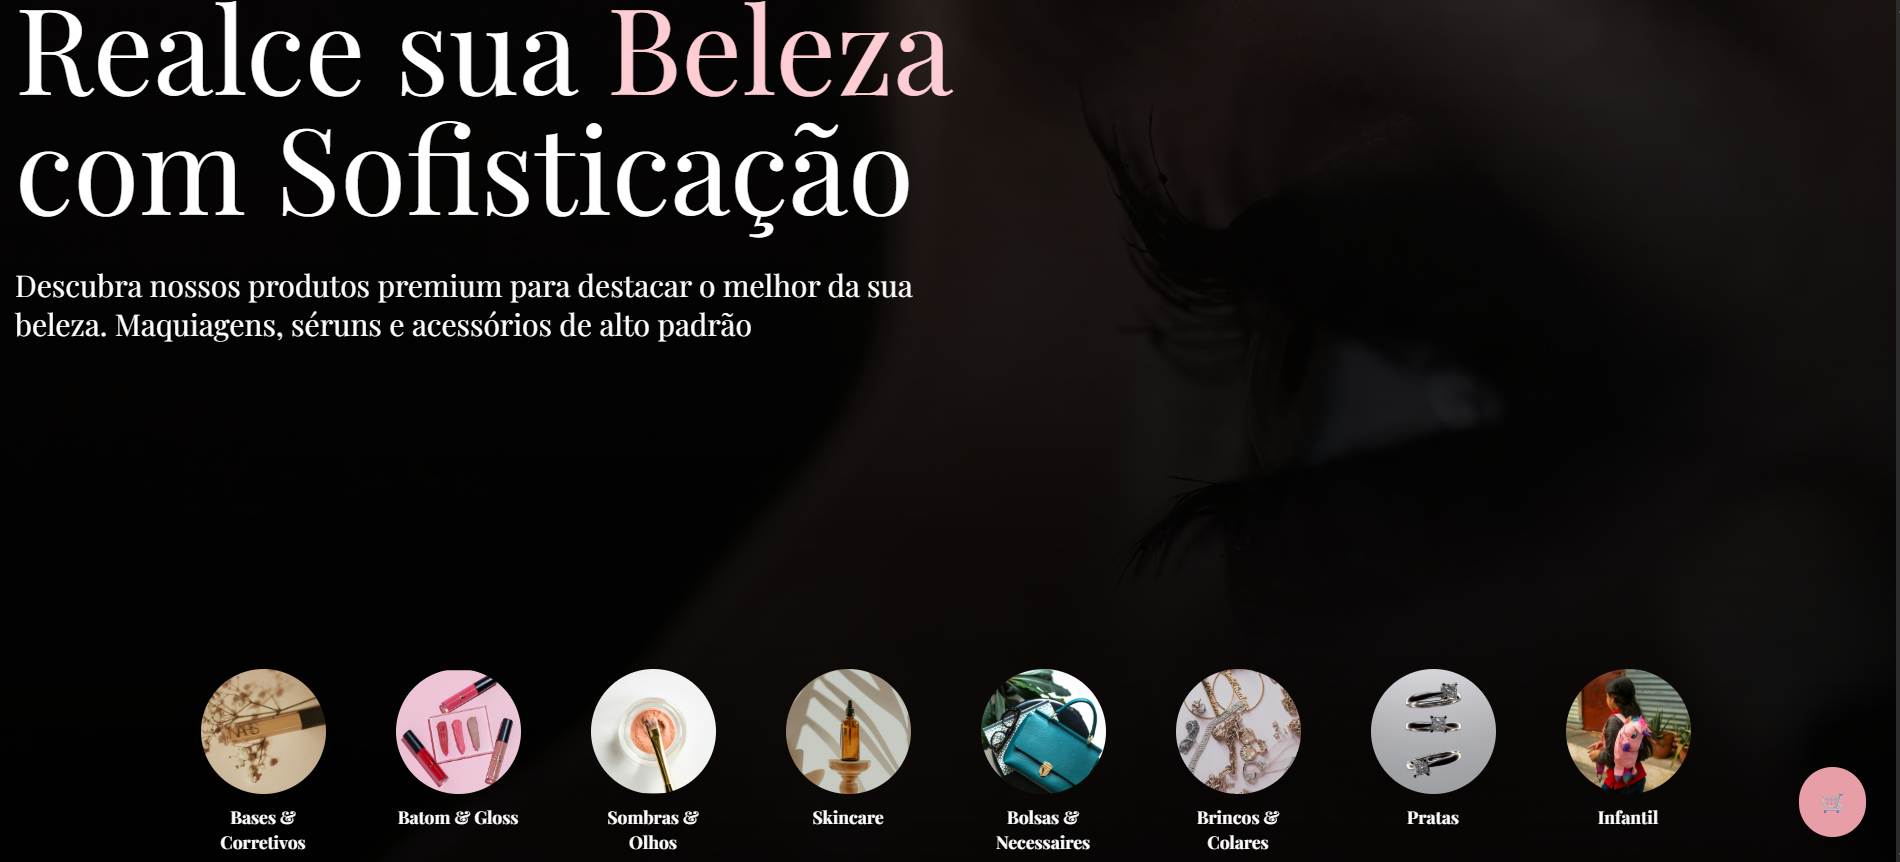 Realce sua Beleza
com Sofisticação
Descubra nossos produtos premium para destacar o melhor da sua
beleza. Maquiagens, séruns e acessórios de alto padrão
Bases &
Corretivos
Batom & Gloss
Sombras &
Olhos
Skincare
Bolsas &
Necessaires
Brincos &
Colares
Pratas
Infantil